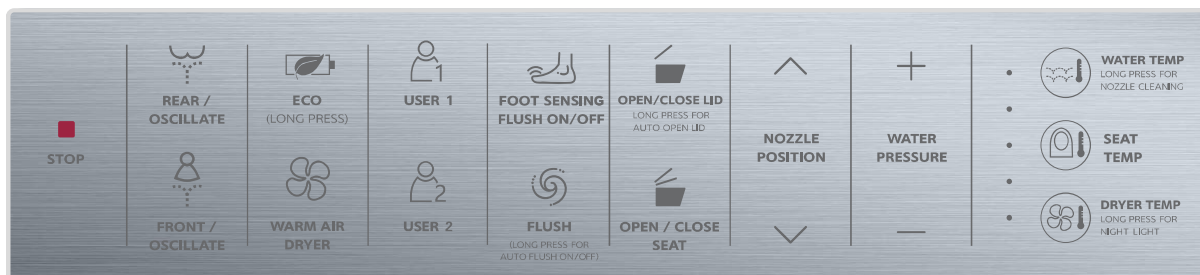 STOP
REAR /
OSCILLATE
FRONT /
OSCILLATE
ECO
(LONG PRESS)
WARM AIR
DRYER
1
USER 1
2
USER 2
FOOT SENSING
FLUSH ON/OFF
FLUSH
(LONG PRESS FOR
AUTO FLUSH ON/OFF)
OPEN/CLOSE LID
LONG PRESS FOR
AUTO OPEN LID
OPEN / CLOSE
SEAT
NOZZLE
POSITION
+
WATER
PRESSURE
—
WATER TEMP
LONG PRESS FOR
NOZZLE CLEANING
SEAT
TEMP
DRYER TEMP
LONG PRESS FOR
NIGHT LIGHT